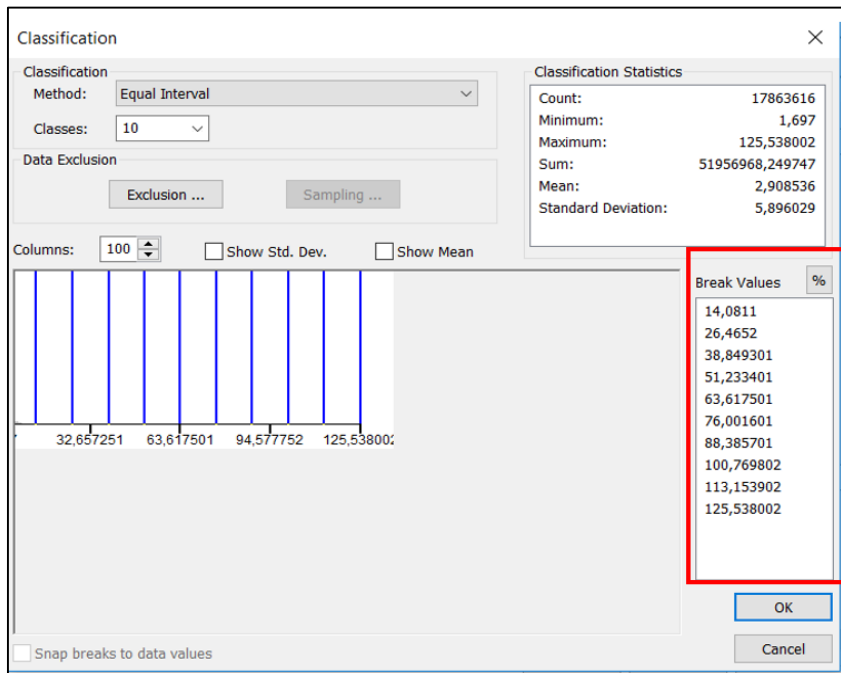 Classification
Classification
Method: Equal Interval
Classes: 10
Data Exclusion
Exclusion ...
Sampling ...
Classification Statistics
Count: 17863616
Minimum: 1,697
Maximum: 125,538002
Sum: 51956968,249747
Mean: 2,908536
Standard Deviation: 5,896029
Columns: 100 Show Std. Dev. Show Mean
Break Values %
14,0811
26,4652
38,849301
51,233401
63,617501
76,001601
88,385701
100,769802
113,153902
125,538002
32,657251 63,617501 94,577752 125,538002
OK
Snap breaks to data values
Cancel